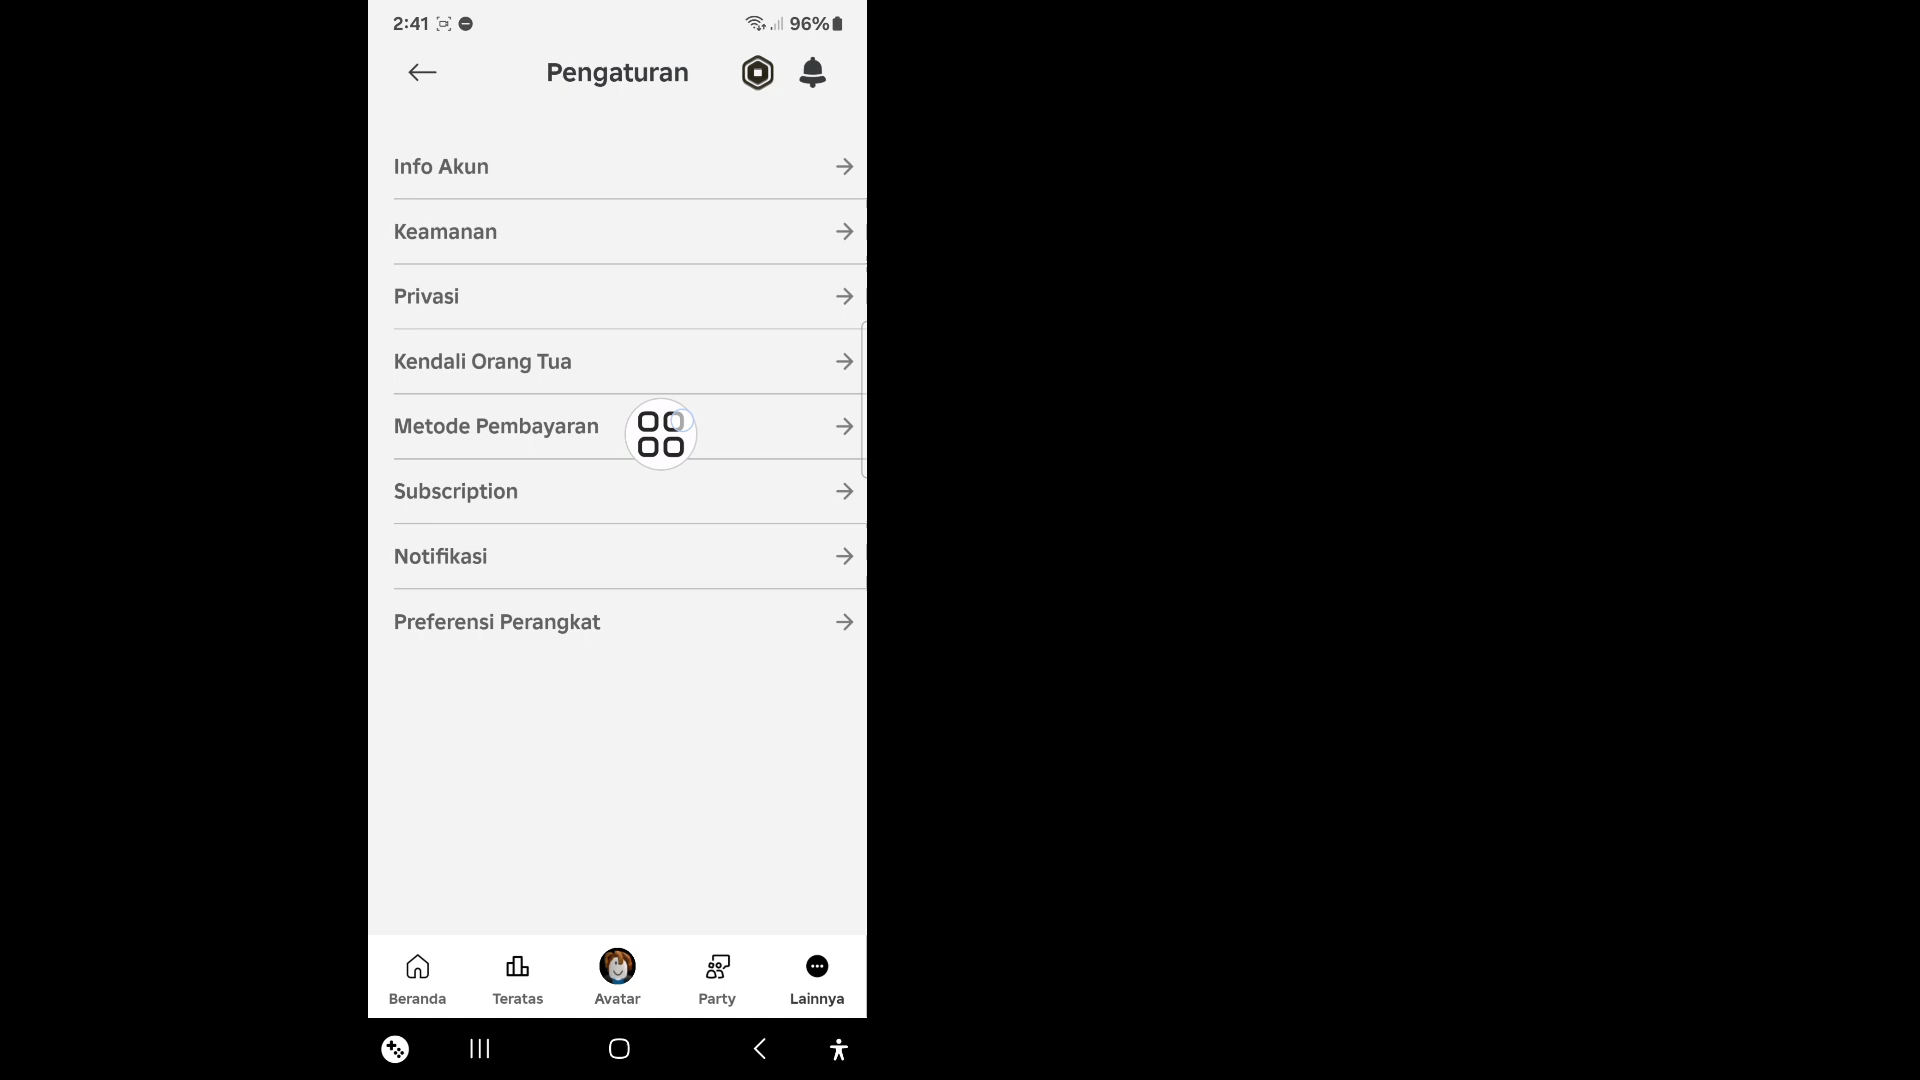 2:41
96%
Pengaturan
Info Akun
Keamanan
Privasi
Kendali Orang Tua
Metode Pembayaran
Subscription
Notifikasi
Preferensi Perangkat
Beranda
Teratas
Avatar
Party
Lainnya